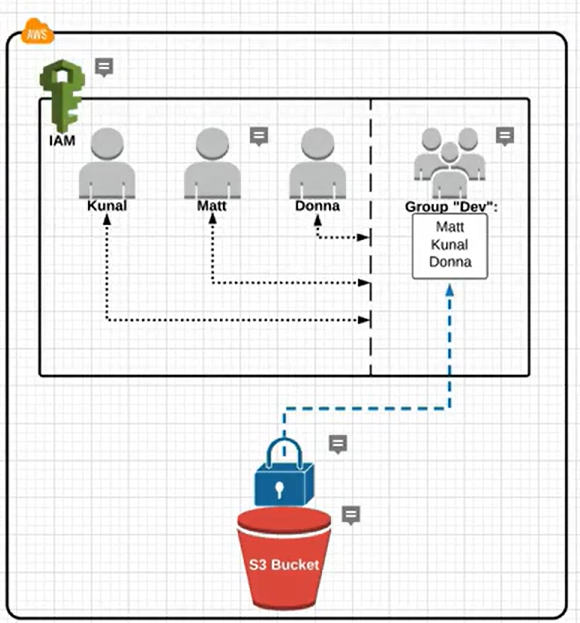 AWS
IAM
Kunal
Matt
Donna
Group "Dev":
Matt
Kunal
Donna
S3 Bucket